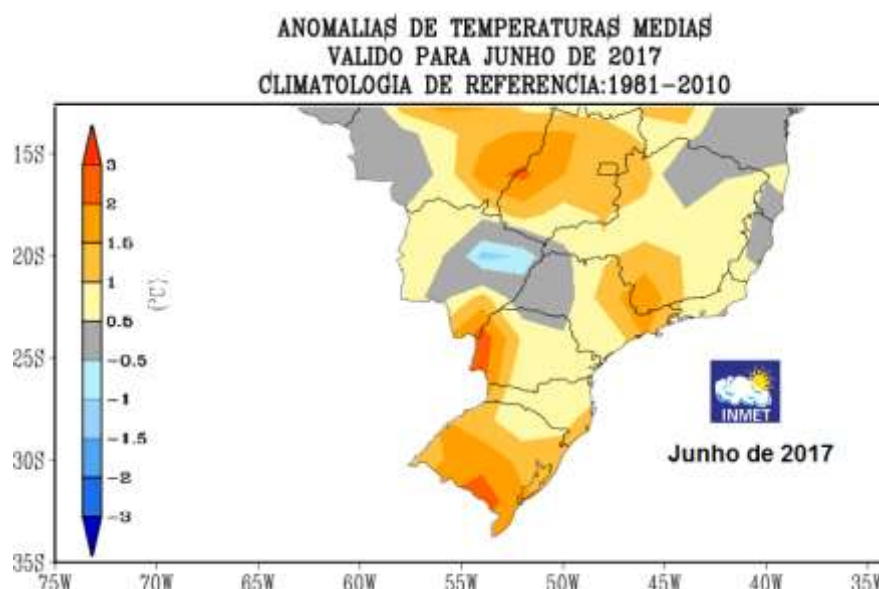 ANOMALIAS DE TEMPERATURAS MEDIAS
VALIDO PARA JUNHO DE 2017
CLIMATOLOGIA DE REFERENCIA:1981-2010
15S
20S
25S
30S
35S
3
2
1.5
1
0.5
-0.5
-1
-1.5
-2
-3
(ºC)
INMET
Junho de 2017
75W
70W
65W
60W
55W
50W
45W
40W
35W